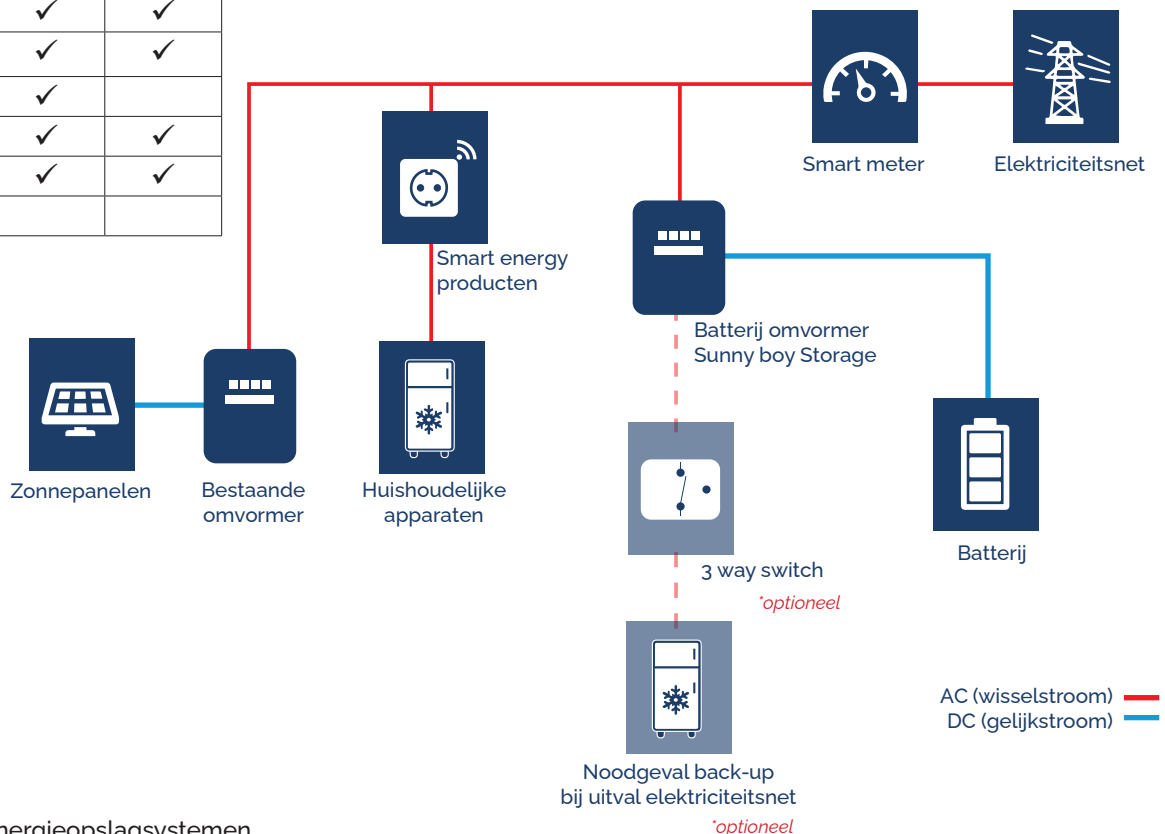 ✓ ✓
✓ ✓
✓
✓ ✓
✓ ✓
Smart meter
Elektriciteitsnet
Smart energy
producten
Batterij omvormer
Sunny boy Storage
Zonnepanelen
Bestaande
omvormer
Huishoudelijke
apparaten
Batterij
3 way switch
*optioneel
AC (wisselstroom)
DC (gelijkstroom)
Noodgeval back-up
bij uitval elektriciteitsnet
*optioneel
nergieopslagsystemen